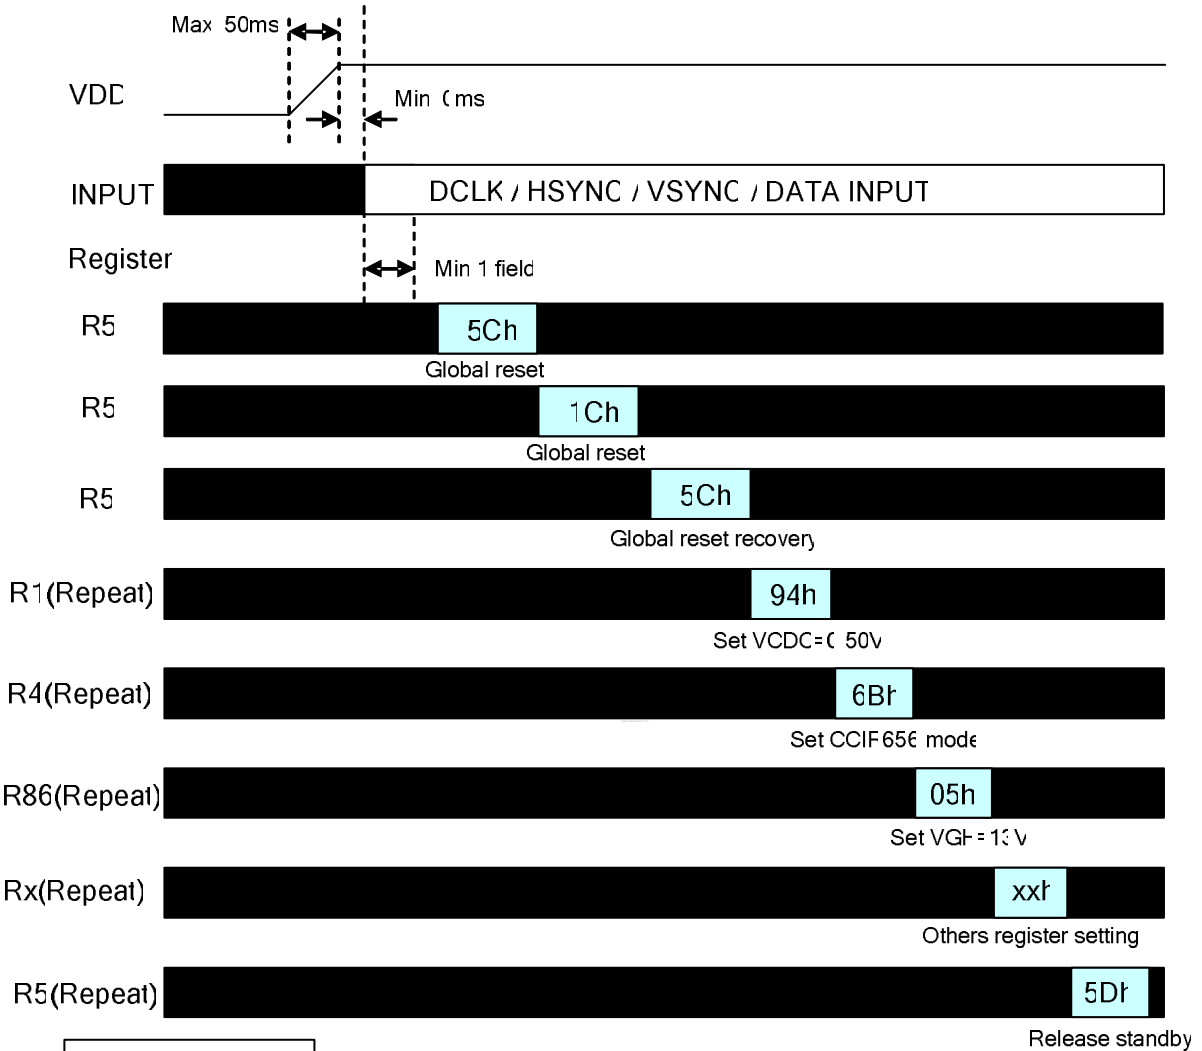 Max 50ms
VDD
Min 0ms
INPUT
DCLK / HSYNC / VSYNC / DATA INPUT
Register
Min 1 field
R5
5Ch
Global reset
R5
1Ch
Global reset
R5
5Ch
Global reset recovery
R1(Repeat)
94h
Set VCDC=0 50V
R4(Repeat)
6Bh
Set CCIR656 mode
R86(Repeat)
05h
Set VGH=13V
Rx(Repeat)
xxh
Others register setting
R5(Repeat)
5Dh
Release standby